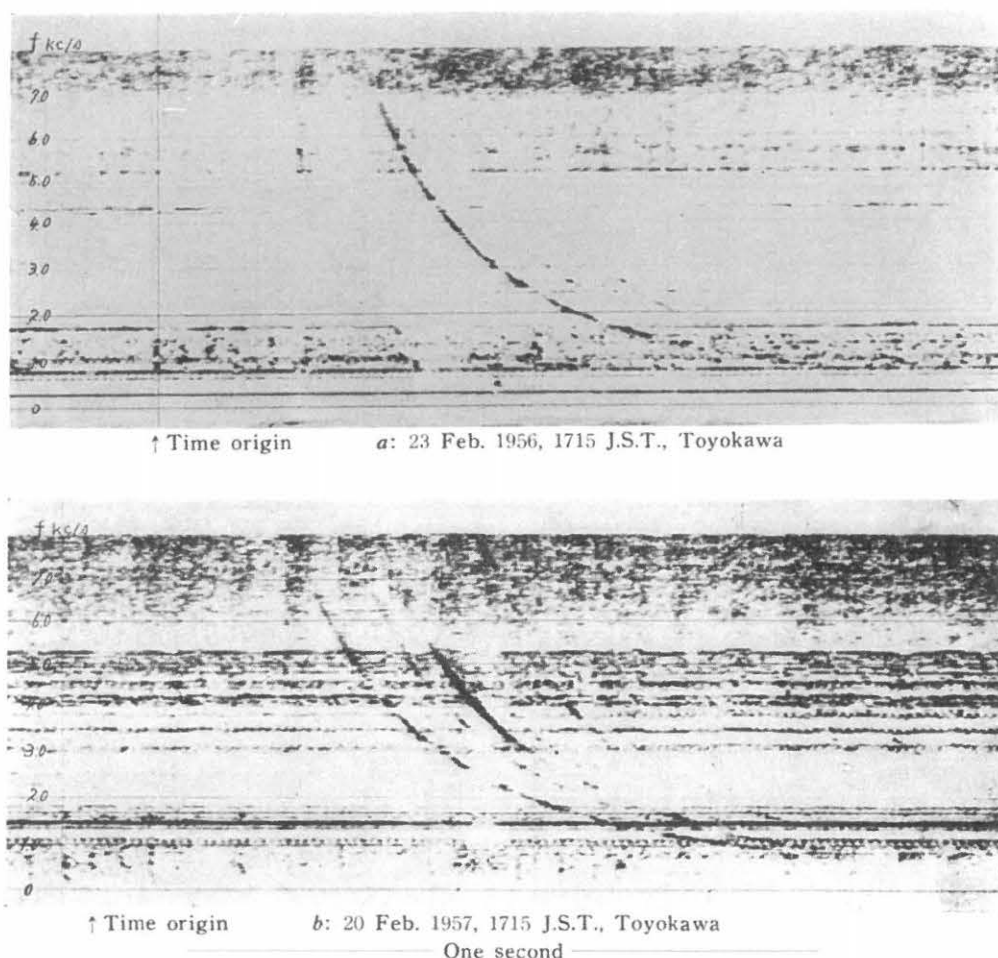 f kc/s
7.0
6.0
5.0
4.0
3.0
2.0
0
↑ Time origin a: 23 Feb. 1956, 1715 J.S.T., Toyokawa
f kc/s
7.0
6.0
3.0
2.0
0
↑ Time origin b: 20 Feb. 1957, 1715 J.S.T., Toyokawa
One second